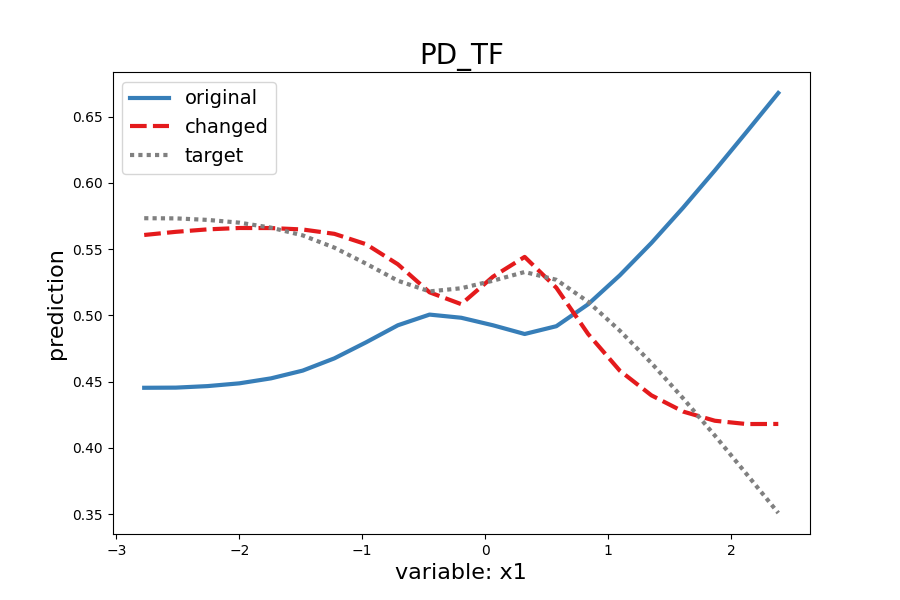 PD_TF
original
changed
target
prediction
0.65
0.60
0.55
0.50
0.45
0.40
0.35
−3
−2
−1
0
1
2
variable: x1